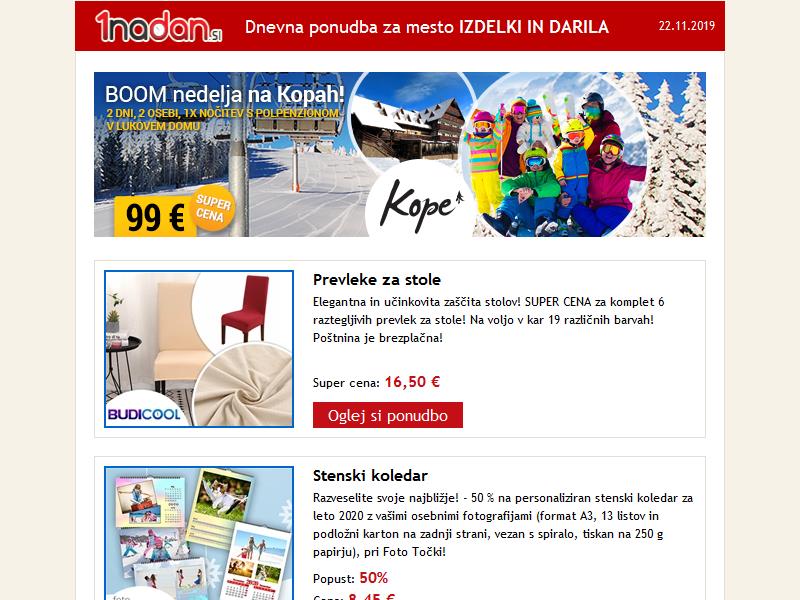 1nadan.si
Dnevna ponudba za mesto IZDELKI IN DARILA
22.11.2019
BOOM nedelja na Kopah!
2 DNI, 2 OSEBI, 1X NOČITEV S POLPENZIONOM
V LUKOVEM DOMU
99 €
SUPER
CENA
Kope
Prevleke za stole
Elegantna in učinkovita zaščita stolov! SUPER CENA za komplet 6
raztegljivih prevlek za stole! Na voljo v kar 19 različnih barvah!
Poštnina je brezplačna!
Super cena: 16,50 €
Oglej si ponudbo
BUDICOOL
Stenski koledar
Razveselite svoje najbližje! - 50 % na personaliziran stenski koledar za
leto 2020 z vašimi osebnimi fotografijami (format A3, 13 listov in
podložni karton na zadnji strani, vezan s spiralo, tiskan na 250 g
papirju), pri Foto Točki!
Popust: 50%
Cena: 8,45 €
foto